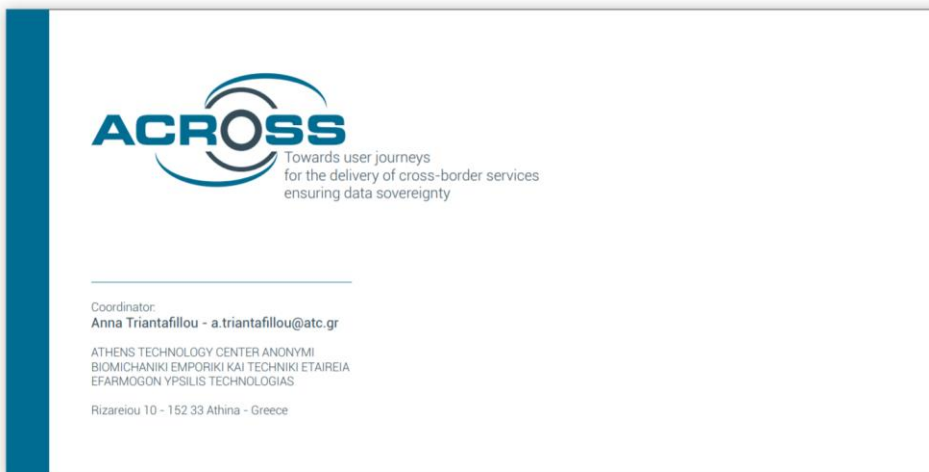 ACROSS
Towards user journeys
for the delivery of cross-border services
ensuring data sovereignty
Coordinator:
Anna Triantafillou - a.triantafillou@atc.gr
ATHENS TECHNOLOGY CENTER ANONYMI
BIOMICHANIKI EMPORIKI KAI TECHNIKI ETAIREIA
EFARMOGON YPSILIS TECHNOLOGIAS
Rizareiou 10 - 152 33 Athina - Greece